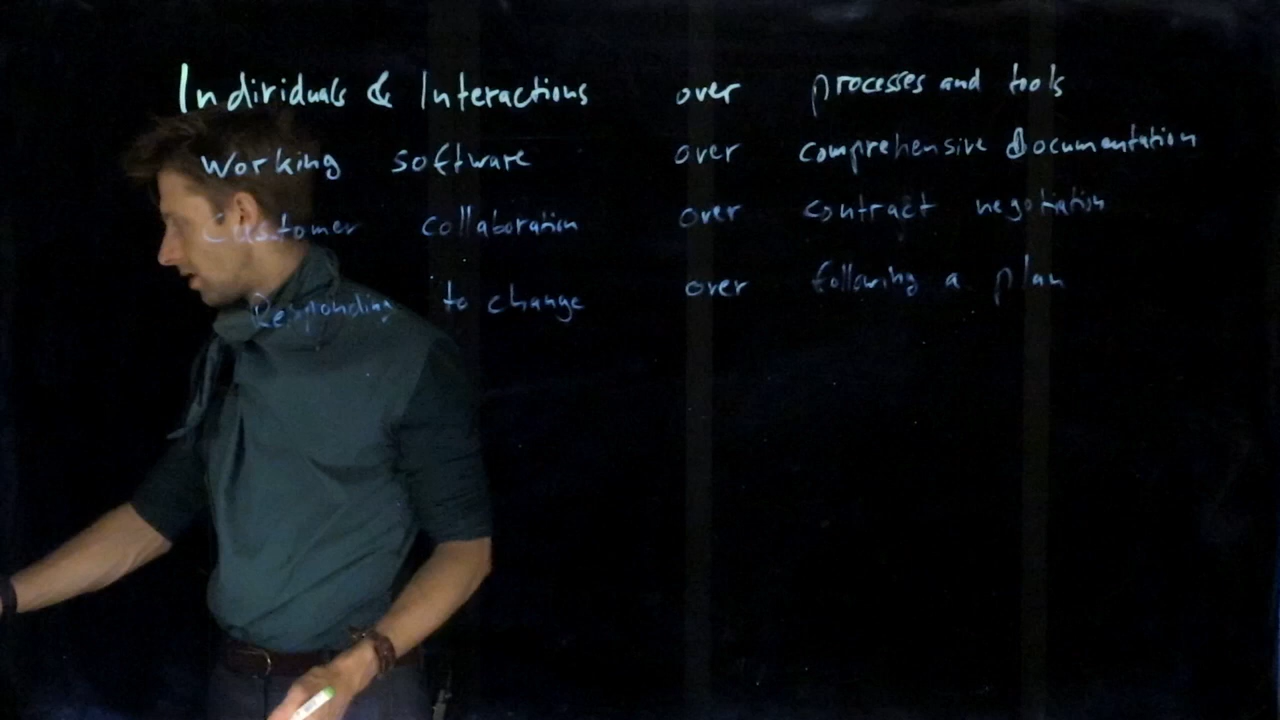 Individuals & Interactions over processes and tools
Working software over comprehensive Documentation
Customer collaboration over contract negotiation
Responding to change over following a plan